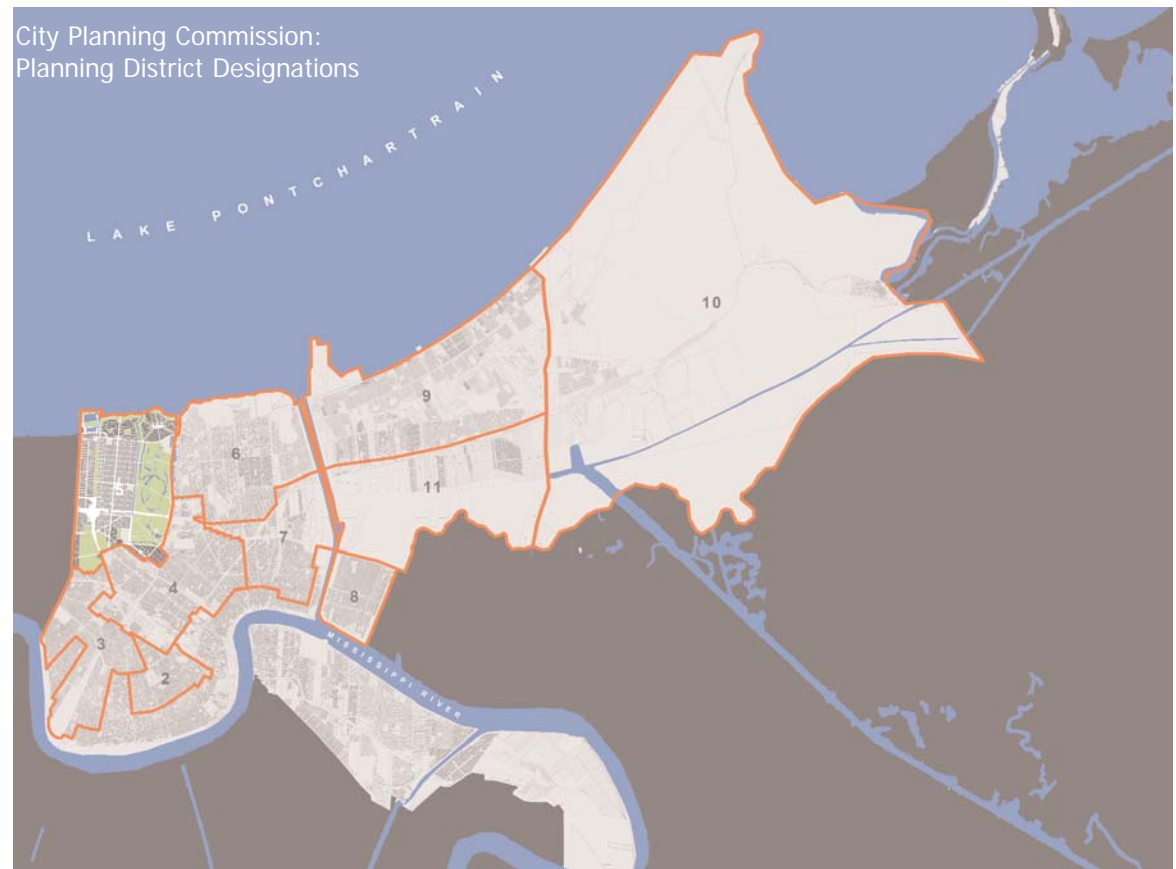 City Planning Commission:
Planning District Designations
LAKE PONTCHARTRAIN
10
9
6
5
11
7
4
8
3
2
MISSISSIPPI RIVER